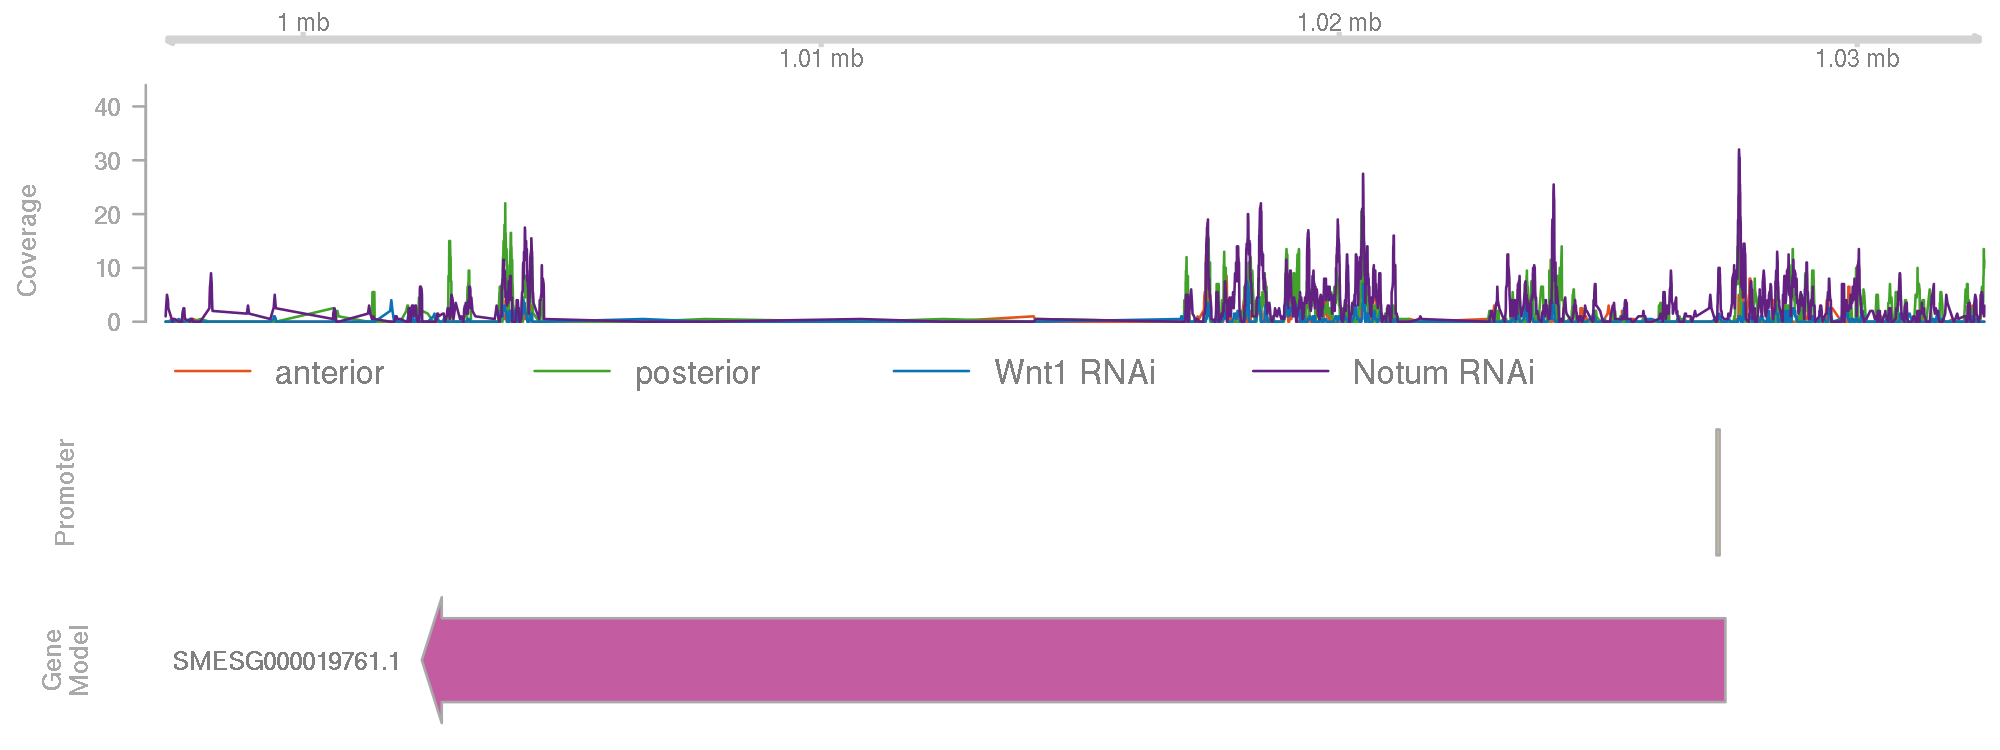 1 mb
1.02 mb
1.01 mb
1.03 mb
Coverage
40
30
20
10
0
anterior posterior Wnt1 RNAi Notum RNAi
Promoter
Gene
Model
SMESG000019761.1